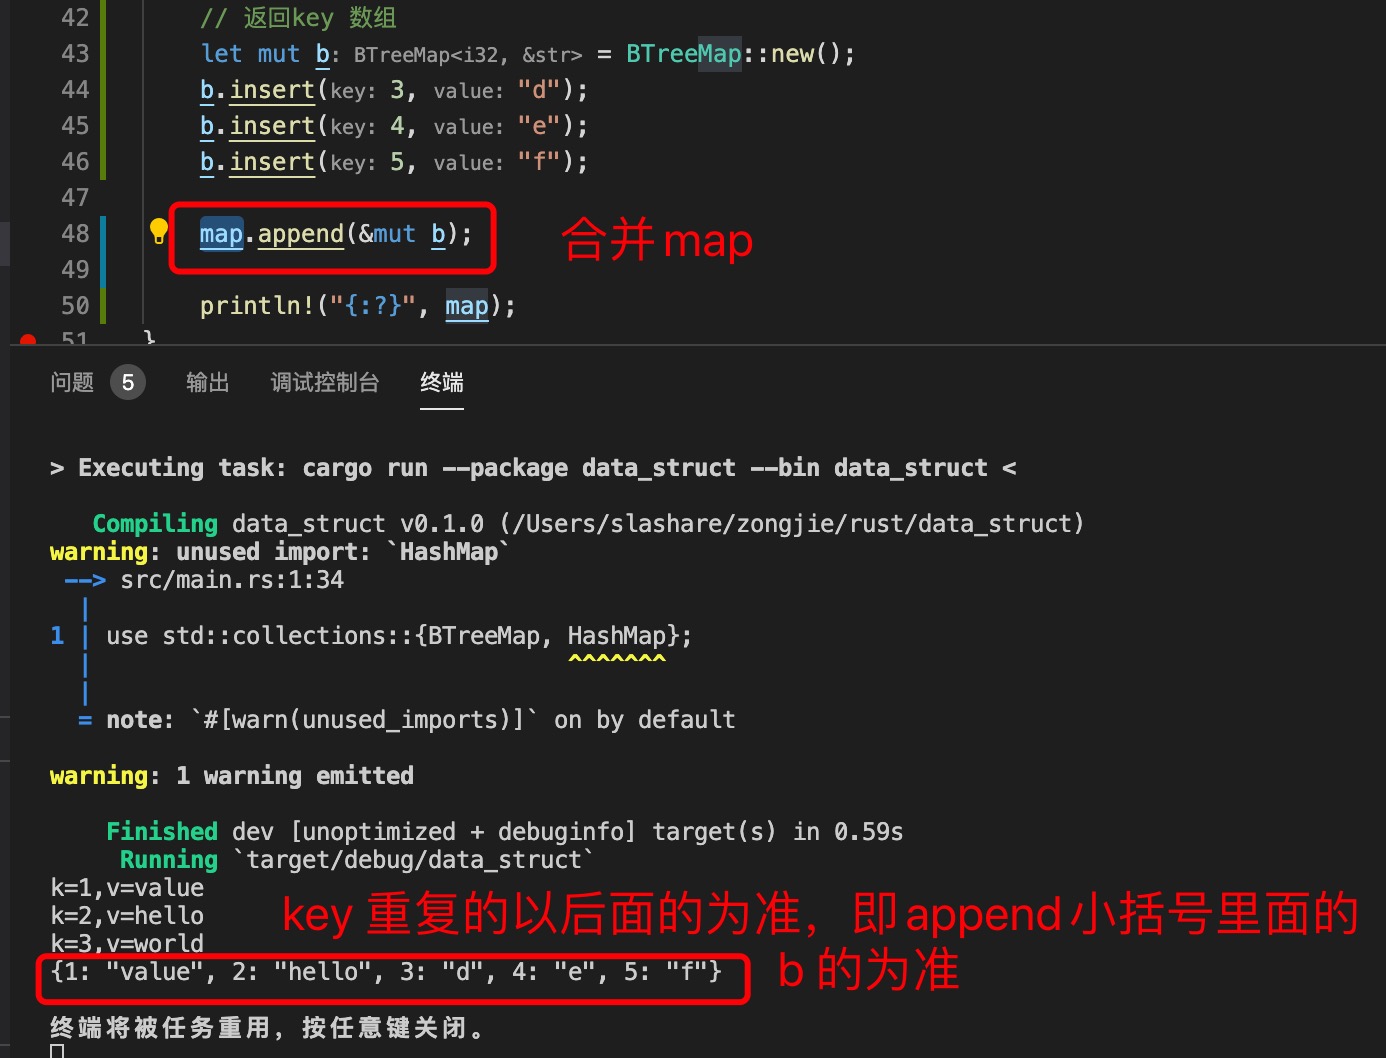 42 // 返回key 数组
43 let mut b: BTreeMap<i32, &str> = BTreeMap::new();
44 b.insert(key: 3, value: "d");
45 b.insert(key: 4, value: "e");
46 b.insert(key: 5, value: "f");
47
48 map.append(&mut b); 合并map
49
50 println!("{:?}", map);
51 }
问题 5 输出 调试控制台 终端
> Executing task: cargo run --package data_struct --bin data_struct <
Compiling data_struct v0.1.0 (/Users/slashare/zongjie/rust/data_struct)
warning: unused import: `HashMap`
--> src/main.rs:1:34
|
1 | use std::collections::{BTreeMap, HashMap};
| ^^^^^^^
|
= note: `#[warn(unused_imports)]` on by default
warning: 1 warning emitted
Finished dev [unoptimized + debuginfo] target(s) in 0.59s
Running `target/debug/data_struct`
k=1,v=value
k=2,v=hello
k=3,v=world
key 重复的以后面的为准，即append小括号里面的
b 的为准
{1: "value", 2: "hello", 3: "d", 4: "e", 5: "f"}
终端将被任务重用，按任意键关闭。